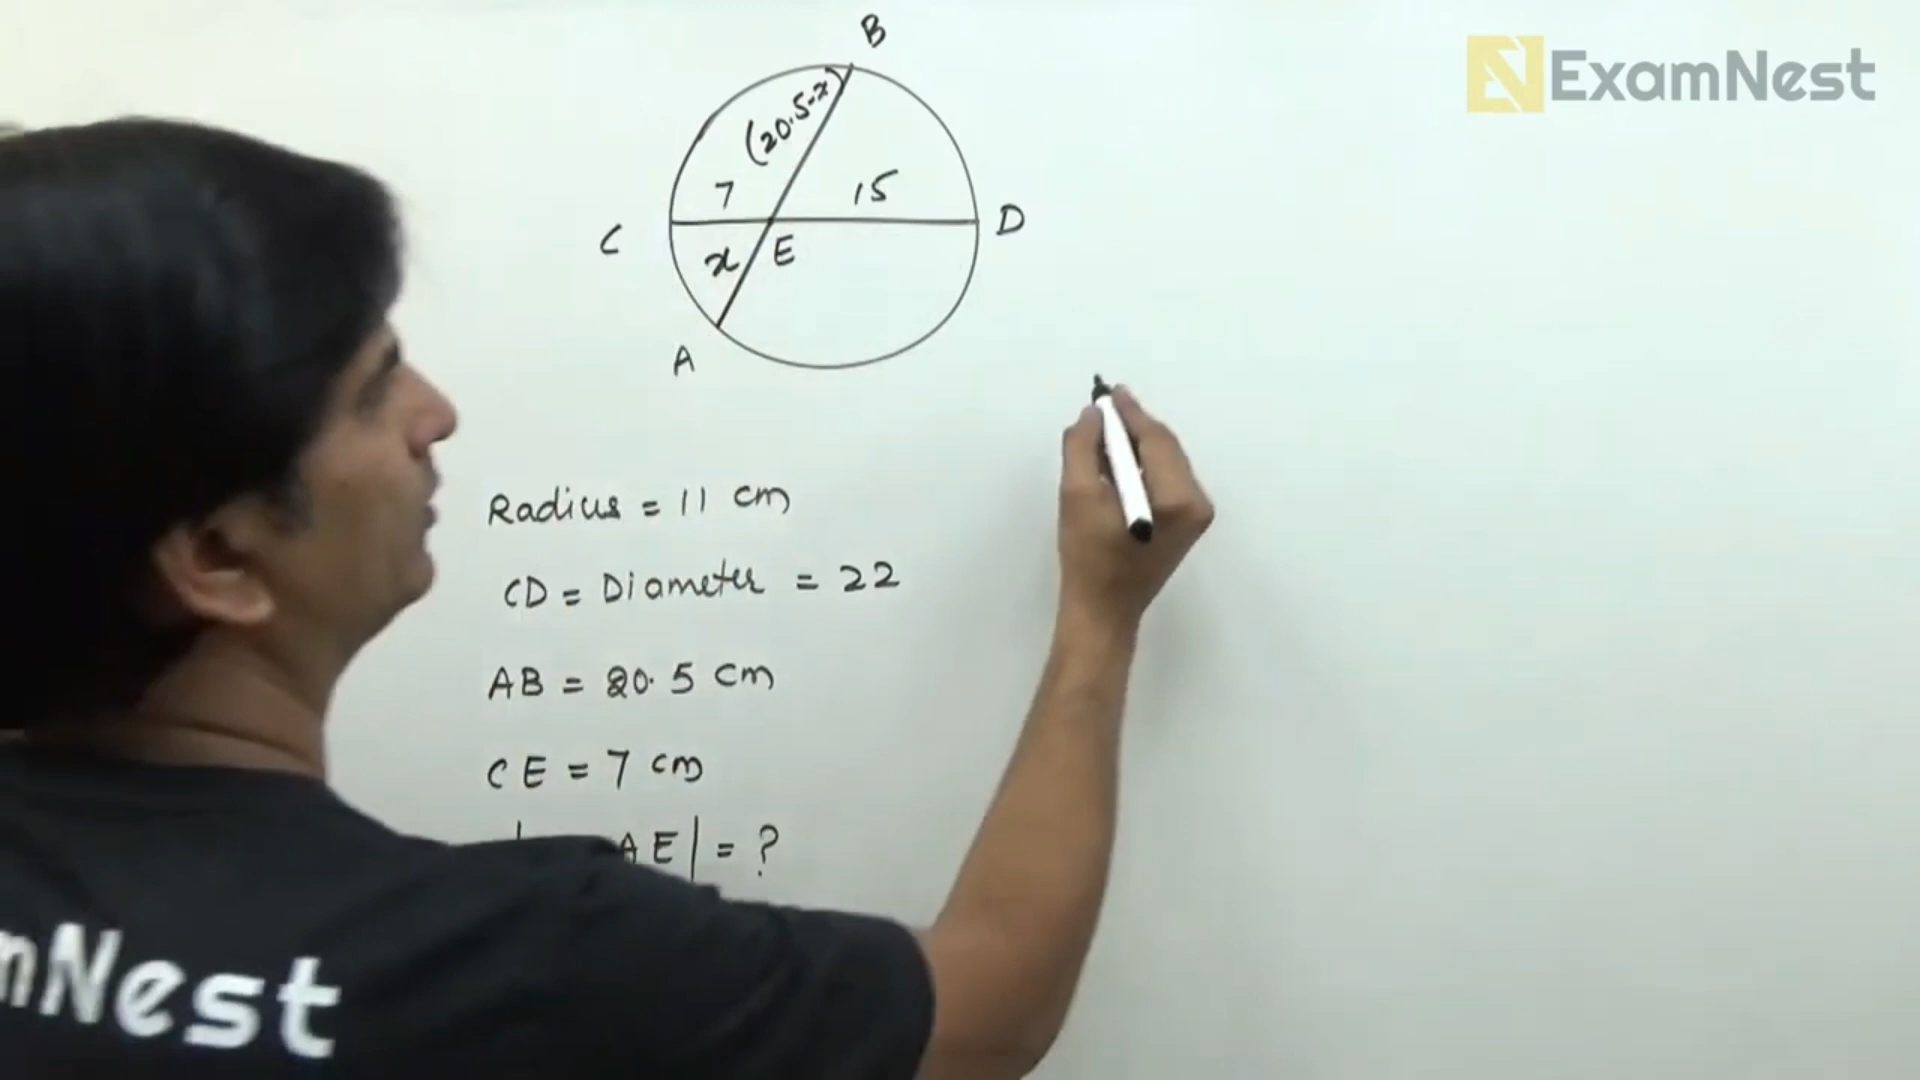 ExamNest
B
(20.5-x)
7
15
C
D
x
E
A
Radius = 11 cm
CD = Diameter = 22
AB = 20.5 cm
CE = 7 cm
AE| = ?
mNest